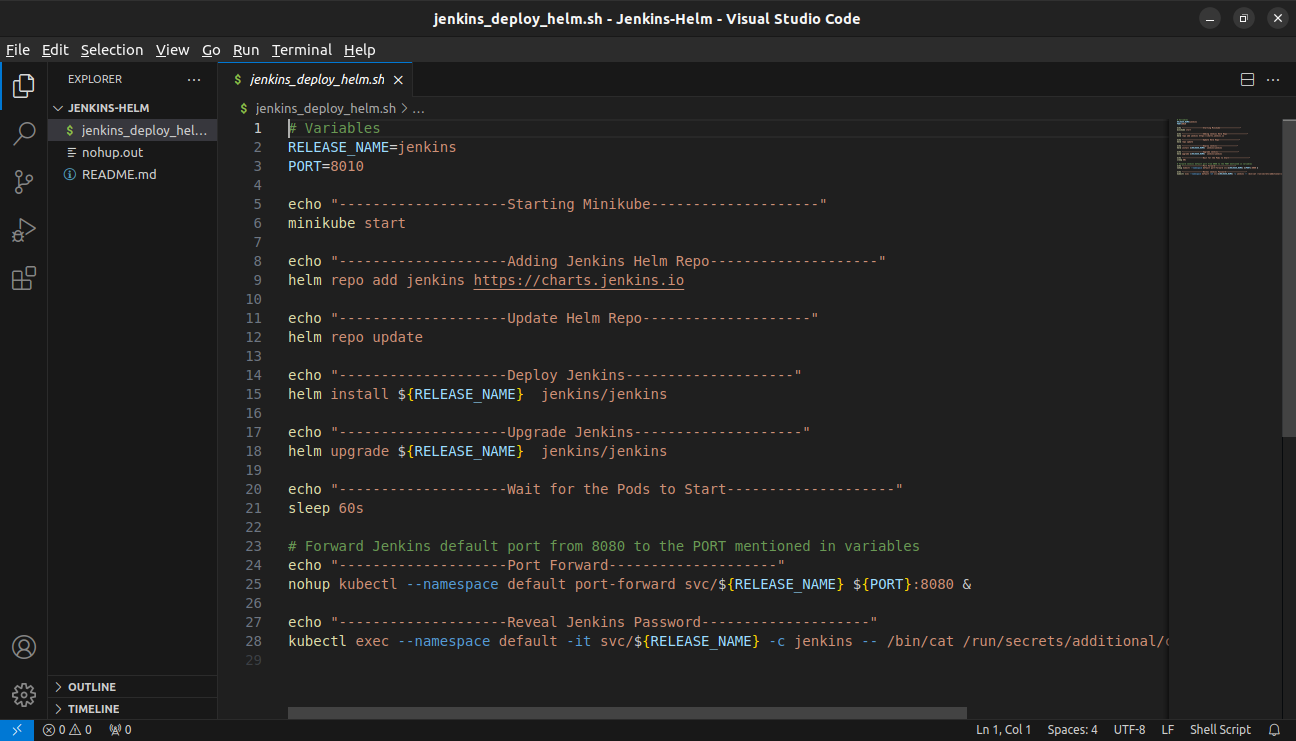 jenkins_deploy_helm.sh - Jenkins-Helm - Visual Studio Code
File Edit Selection View Go Run Terminal Help
EXPLORER
JENKINS-HELM
$ jenkins_deploy_hel...
nohup.out
README.md
OUTLINE
TIMELINE
$ jenkins_deploy_helm.sh
$ jenkins_deploy_helm.sh > ...
1 # Variables
2 RELEASE_NAME=jenkins
3 PORT=8010
4
5 echo "--------------------Starting Minikube--------------------"
6 minikube start
7
8 echo "--------------------Adding Jenkins Helm Repo--------------------"
9 helm repo add jenkins https://charts.jenkins.io
10
11 echo "--------------------Update Helm Repo--------------------"
12 helm repo update
13
14 echo "--------------------Deploy Jenkins--------------------"
15 helm install ${RELEASE_NAME}  jenkins/jenkins
16
17 echo "--------------------Upgrade Jenkins--------------------"
18 helm upgrade ${RELEASE_NAME}  jenkins/jenkins
19
20 echo "--------------------Wait for the Pods to Start--------------------"
21 sleep 60s
22
23 # Forward Jenkins default port from 8080 to the PORT mentioned in variables
24 echo "--------------------Port Forward--------------------"
25 nohup kubectl --namespace default port-forward svc/${RELEASE_NAME} ${PORT}:8080 &
26
27 echo "--------------------Reveal Jenkins Password--------------------"
28 kubectl exec --namespace default -it svc/${RELEASE_NAME} -c jenkins -- /bin/cat /run/secrets/additional/
29
0 0 0
Ln 1, Col 1 Spaces: 4 UTF-8 LF Shell Script